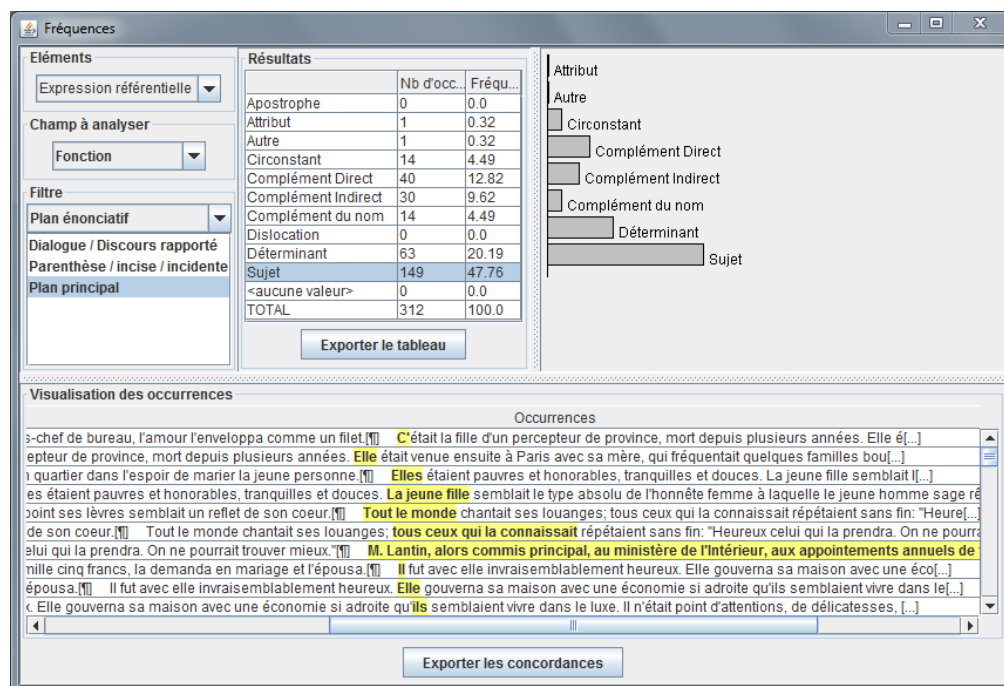 Fréquences
Eléments
Expression référentielle
Champ à analyser
Fonction
Filtre
Plan énonciatif
Dialogue / Discours rapporté
Parenthèse / incise / incidente
Plan principal
Résultats
Nb d'occ... Fréqu...
Apostrophe 0 0.0
Attribut 1 0.32
Autre 1 0.32
Circonstant 14 4.49
Complément Direct 40 12.82
Complément Indirect 30 9.62
Complément du nom 14 4.49
Dislocation 0 0.0
Déterminant 63 20.19
Sujet 149 47.76
<aucune valeur> 0 0.0
TOTAL 312 100.0
Exporter le tableau
Attribut
Autre
Circonstant
Complément Direct
Complément Indirect
Complément du nom
Déterminant
Sujet
Visualisation des occurrences
Occurrences
s-chef de bureau, l'amour l'enveloppa comme un filet.[¶] C'était la fille d'un percepteur de province, mort depuis plusieurs années. Elle é[...]
epteur de province, mort depuis plusieurs années. Elle était venue ensuite à Paris avec sa mère, qui fréquentait quelques familles bou[...]
n quartier dans l'espoir de marier la jeune personne.[¶] Elles étaient pauvres et honorables, tranquilles et douces. La jeune fille semblait l[...]
es étaient pauvres et honorables, tranquilles et douces. La jeune fille semblait le type absolu de l'honnête femme à laquelle le jeune homme sage rê
point ses lèvres semblait un reflet de son coeur.[¶] Tout le monde chantait ses louanges; tous ceux qui la connaissait répétaient sans fin: "Heure[...]
de son coeur.[¶] Tout le monde chantait ses louanges; tous ceux qui la connaissait répétaient sans fin: "Heureux celui qui la prendra. On ne pourra
elui qui la prendra. On ne pourrait trouver mieux."[¶] M. Lantin, alors commis principal, au ministère de l'Intérieur, aux appointements annuels de
mille cinq francs, la demanda en mariage et l'épousa.[¶] Il fut avec elle invraisemblablement heureux. Elle gouverna sa maison avec une éco[...]
épousa.[¶] Il fut avec elle invraisemblablement heureux. Elle gouverna sa maison avec une économie si adroite qu'ils semblaient vivre dans le[...]
x. Elle gouverna sa maison avec une économie si adroite qu'ils semblaient vivre dans le luxe. Il n'était point d'attentions, de délicatesses, [...]
Exporter les concordances